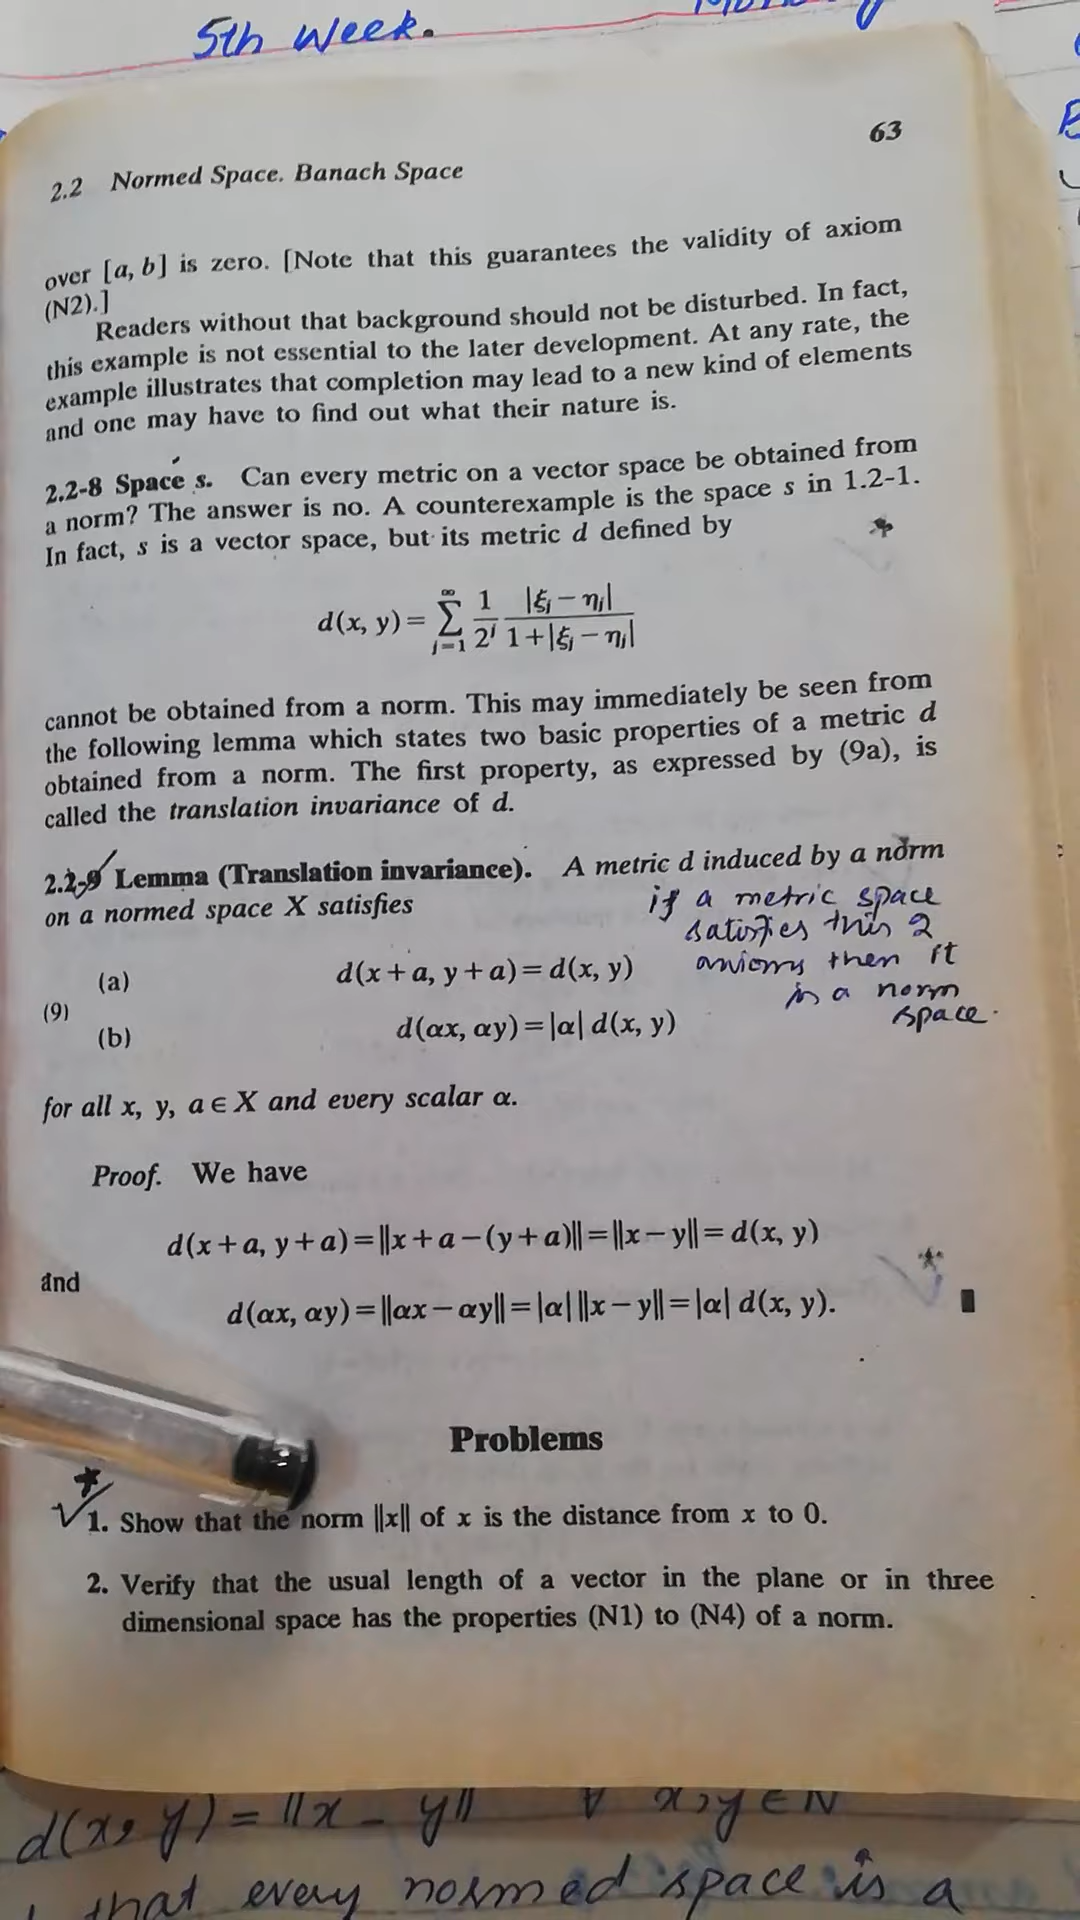 5th Week.
63
2.2 Normed Space. Banach Space
over [a, b] is zero. [Note that this guarantees the validity of axiom
(N2).]
Readers without that background should not be disturbed. In fact,
this example is not essential to the later development. At any rate, the
example illustrates that completion may lead to a new kind of elements
and one may have to find out what their nature is.
2.2-8 Space s. Can every metric on a vector space be obtained from
a norm? The answer is no. A counterexample is the space s in 1.2-1.
In fact, s is a vector space, but its metric d defined by
d(x, y) = ∑_{j=1}^{∞} 1/2^j |ξ_j − η_j| / (1 + |ξ_j − η_j|)
cannot be obtained from a norm. This may immediately be seen from
the following lemma which states two basic properties of a metric d
obtained from a norm. The first property, as expressed by (9a), is
called the translation invariance of d.
2.2-9 Lemma (Translation invariance). A metric d induced by a norm
on a normed space X satisfies
if a metric space
satisfies this 2
axioms then it
is a norm
space.
(a) d(x + a, y + a) = d(x, y)
(9)
(b) d(αx, αy) = |α| d(x, y)
for all x, y, a ∈ X and every scalar α.
Proof. We have
d(x + a, y + a) = ‖x + a − (y + a)‖ = ‖x − y‖ = d(x, y)
and
d(αx, αy) = ‖αx − αy‖ = |α| ‖x − y‖ = |α| d(x, y).
Problems
1. Show that the norm ‖x‖ of x is the distance from x to 0.
2. Verify that the usual length of a vector in the plane or in three
dimensional space has the properties (N1) to (N4) of a norm.
d(x, y) = ‖x − y‖ ∀ x, y ∈ N
that every normed space is a